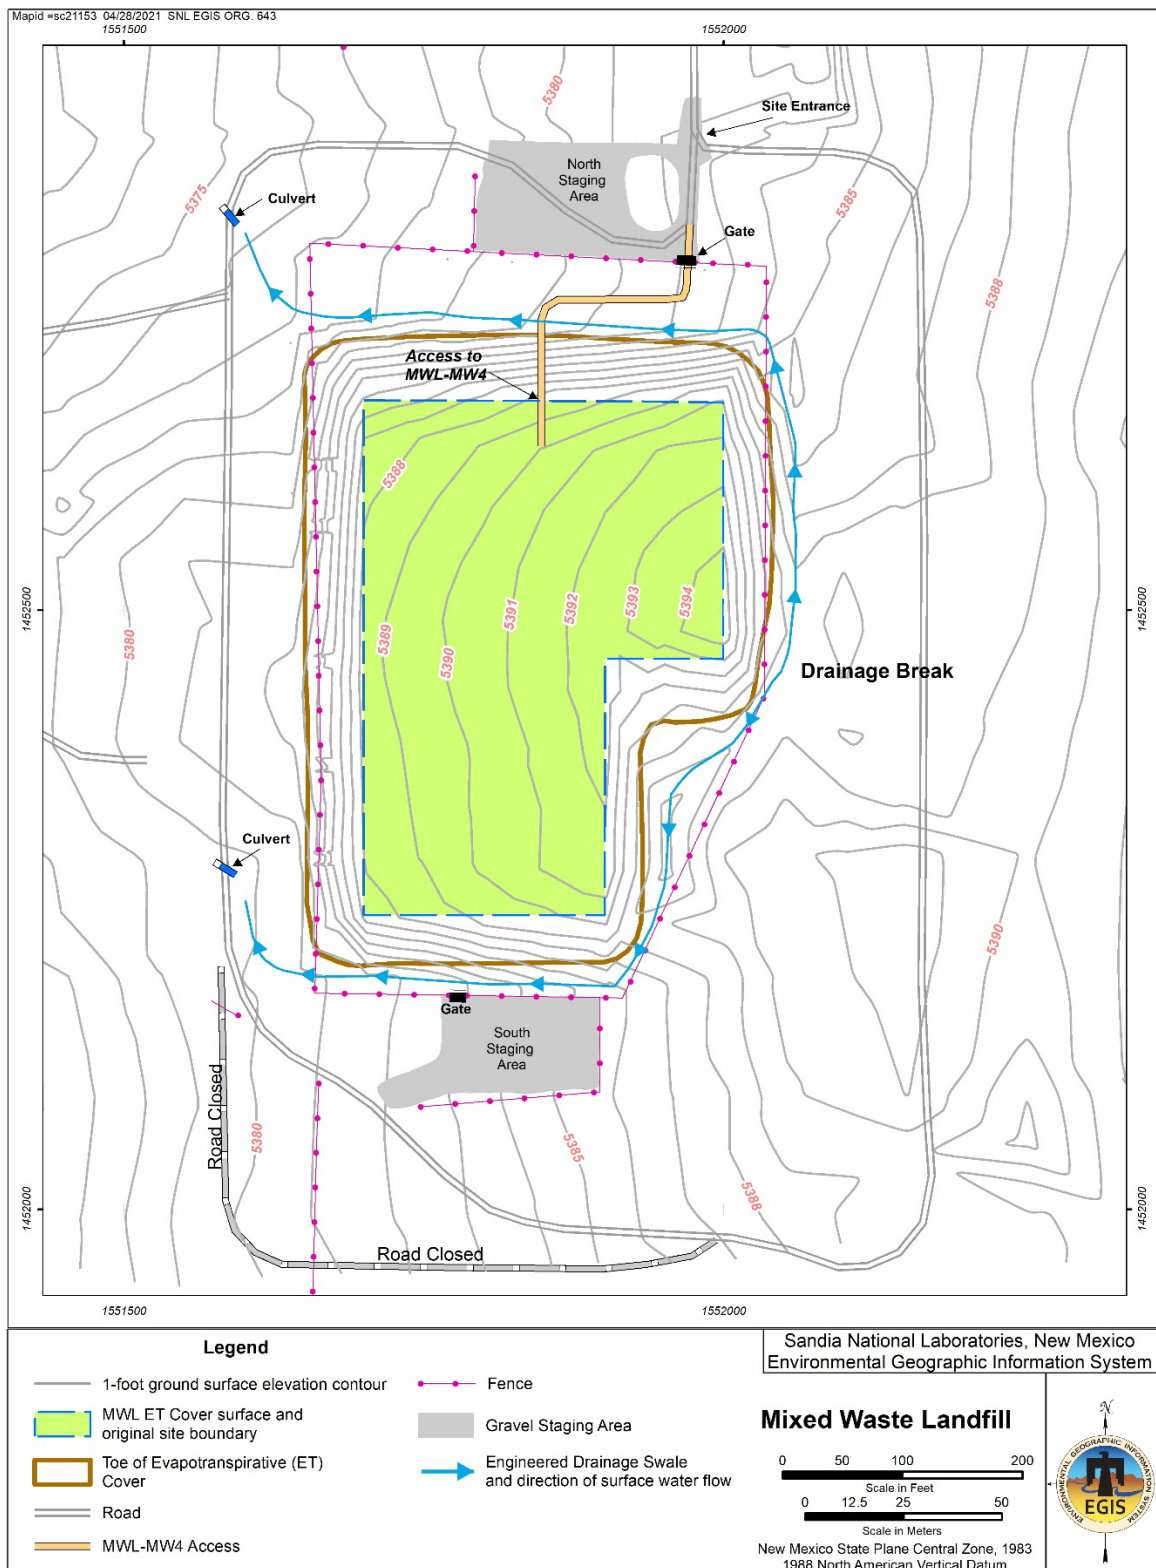 Mapid =sc21153 04/28/2021 SNL EGIS ORG. 643
1551500
1552000
5380
Site Entrance
North
Staging
Area
5375
Culvert
5385
Gate
5388
Access to
MWL-MW4
5388
1452500
1452500
5380
5389
5390
5391
5392
5393
5394
Drainage Break
Culvert
5390
Gate
South
Staging
Area
Road Closed
5380
5385
5388
1452000
1452000
Road Closed
1551500
1552000
Legend
1-foot ground surface elevation contour
MWL ET Cover surface and
original site boundary
Toe of Evapotranspirative (ET)
Cover
Road
MWL-MW4 Access
Fence
Gravel Staging Area
Engineered Drainage Swale
and direction of surface water flow
Sandia National Laboratories, New Mexico
Environmental Geographic Information System
Mixed Waste Landfill
0 50 100 200
Scale in Feet
0 12.5 25 50
Scale in Meters
New Mexico State Plane Central Zone, 1983
1988 North American Vertical Datum
N
ENVIRONMENTAL GEOGRAPHIC INFORMATION SYSTEM
EGIS